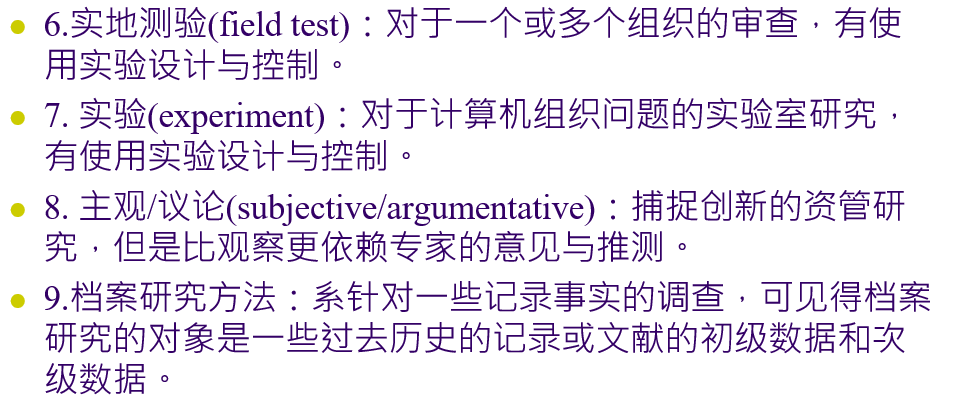 6.实地测验(field test)：对于一个或多个组织的审查，有使
用实验设计与控制。
7. 实验(experiment)：对于计算机组织问题的实验室研究，
有使用实验设计与控制。
8. 主观/议论(subjective/argumentative)：捕捉创新的资管研
究，但是比观察更依赖专家的意见与推测。
9.档案研究方法：系针对一些记录事实的调查，可见得档案
研究的对象是一些过去历史的记录或文献的初级数据和次
级数据。